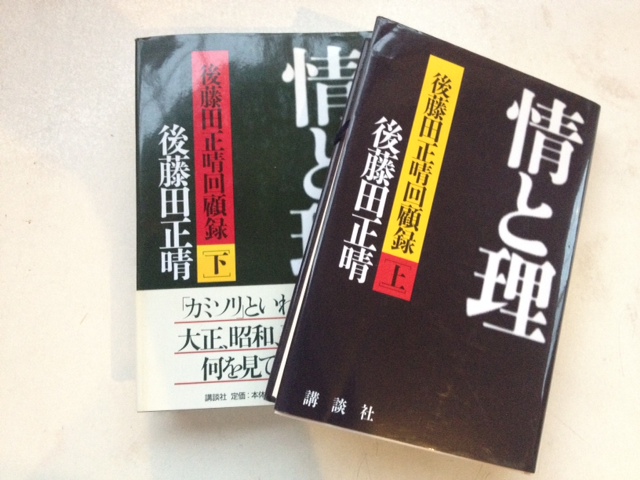 情と理
後藤田正晴回顧録
[上]
後藤田正晴
講談社
情と理
後藤田正晴回顧録
[下]
後藤田正晴
「カミソリ」といわ
大正、昭和、
何を見て
講談社 定価:本体